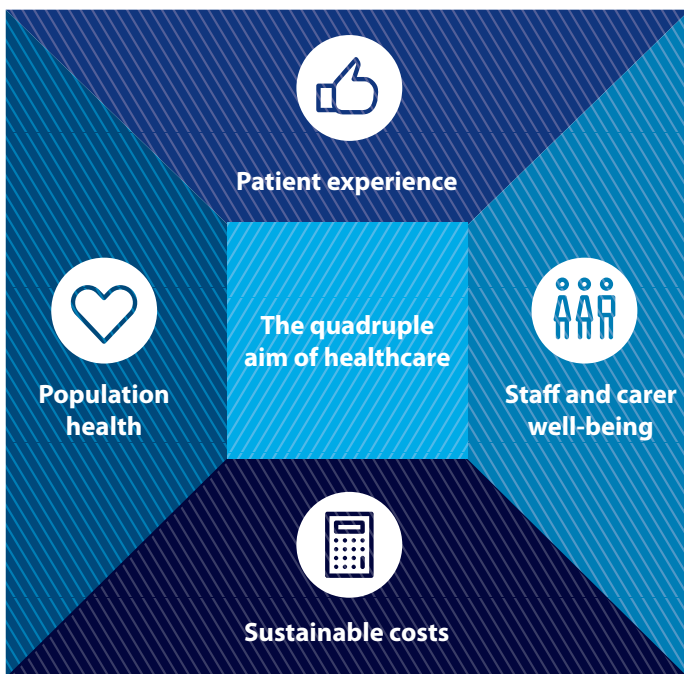 Patient experience
The quadruple
aim of healthcare
Population
health
Staff and carer
well-being
Sustainable costs